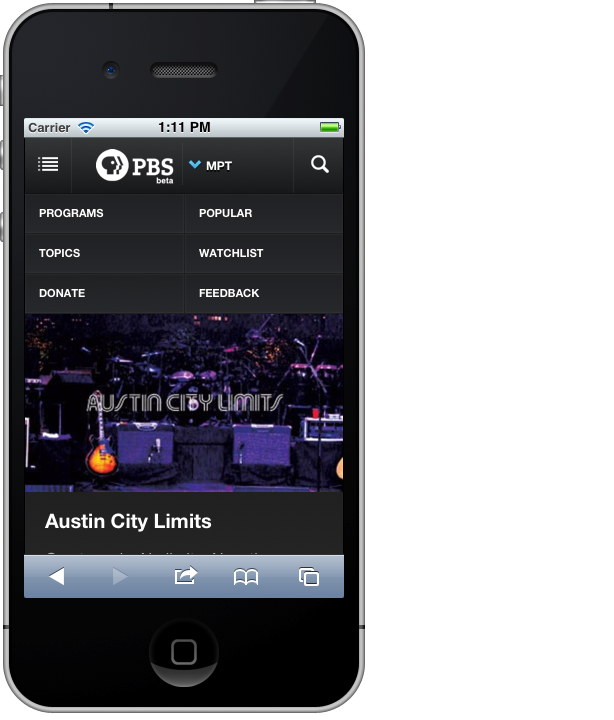 Carrier 1:11 PM
PBS MPT
beta
PROGRAMS POPULAR
TOPICS WATCHLIST
DONATE FEEDBACK
AUSTIN CITY LIMITS
Austin City Limits